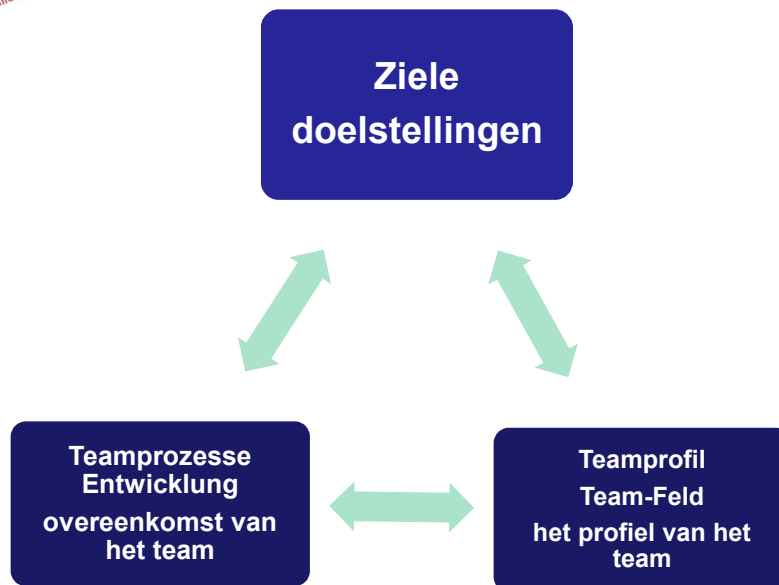 Ziele
doelstellingen
Teamprozesse
Entwicklung
overeenkomst van
het team
Teamprofil
Team-Feld
het profiel van het
team